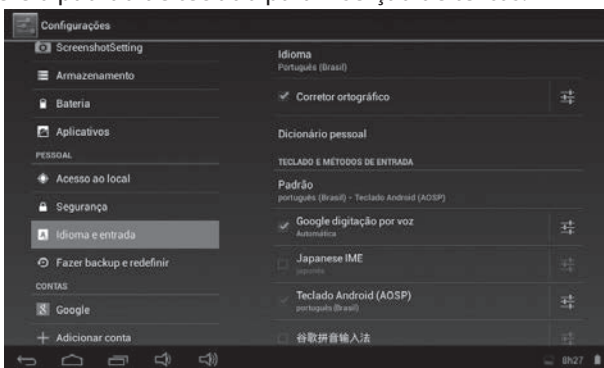 Configurações
ScreenshotSetting
Armazenamento
Bateria
Aplicativos
PESSOAL
Acesso ao local
Segurança
Idioma e entrada
Fazer backup e redefinir
CONTAS
Google
Adicionar conta
Idioma
Português (Brasil)
Corretor ortográfico
Dicionário pessoal
TECLADO E MÉTODOS DE ENTRADA
Padrão
português (Brasil) - Teclado Android (AOSP)
Google digitação por voz
Automática
Japanese IME
japonês
Teclado Android (AOSP)
português (Brasil)
谷歌拼音输入法
8h27